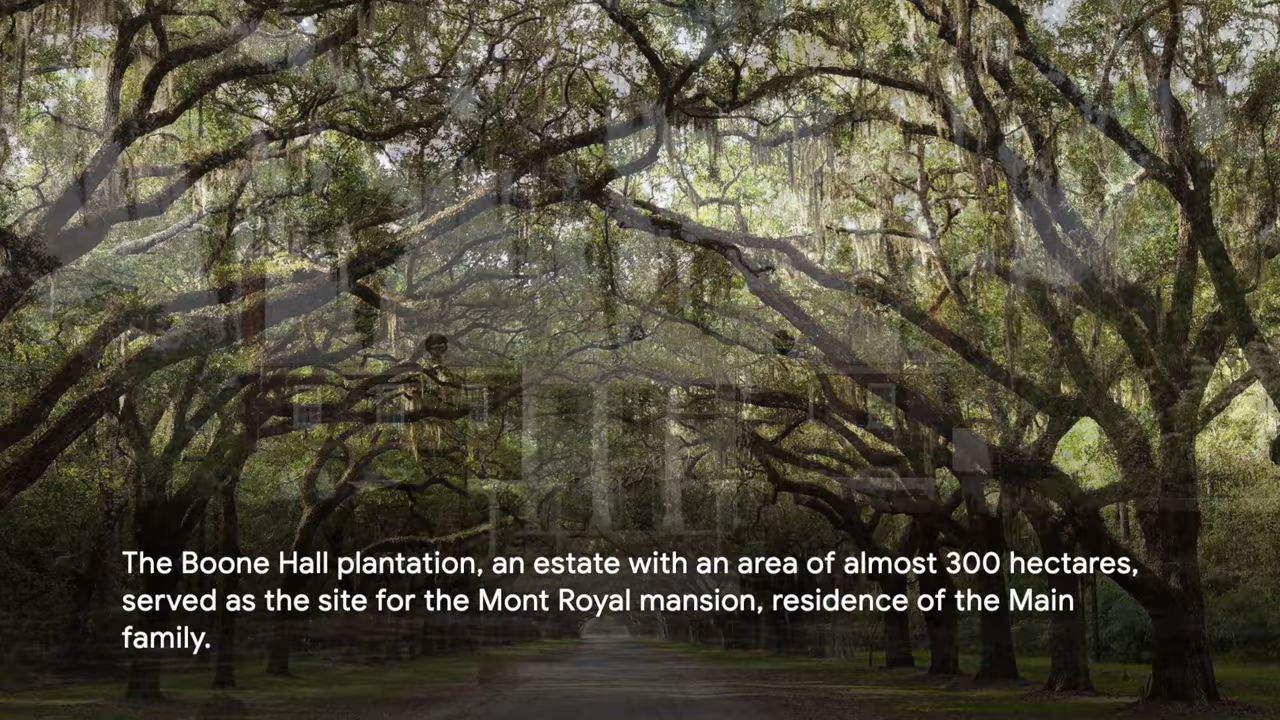 The Boone Hall plantation, an estate with an area of almost 300 hectares,
served as the site for the Mont Royal mansion, residence of the Main
family.